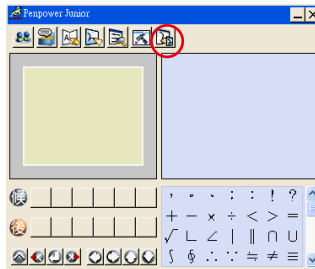 Penpower Junior
候
， 。 、 ； ： ！ ？
後
＋ － × ÷ ＜ ＞ ＝
√ ∟ ∠ ｜ ∥ ∩ ∪
∫ ∮ ∴ ∵ ≒ ≠ ≡